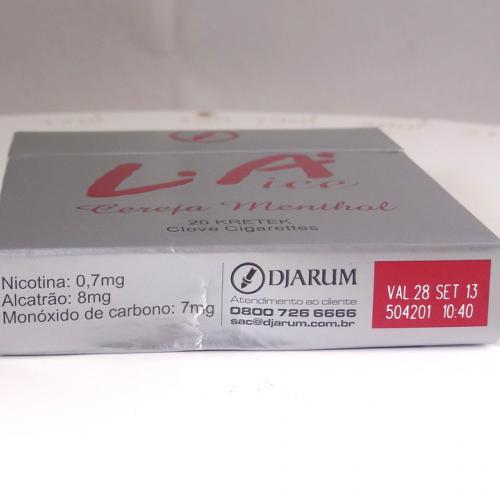 LA ice
Cereja Menthol
20 KRETEK
Clove Cigarettes
Nicotina: 0,7mg
Alcatrão: 8mg
Monóxido de carbono: 7mg
DJARUM
Atendimento ao cliente
0800 726 6666
sac@djarum.com.br
VAL 28 SET 13
504201 10:40